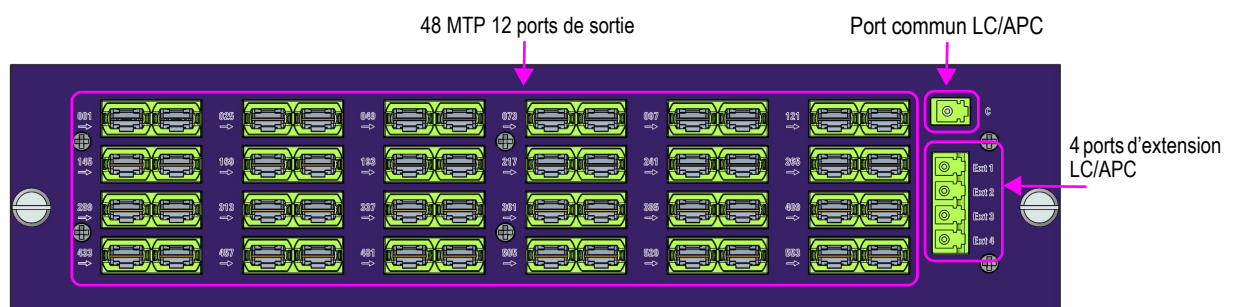 48 MTP 12 ports de sortie
Port commun LC/APC
001 025 049 073 097 121 C
4 ports d'extension
LC/APC
145 169 193 217 241 265 Ext 1
Ext 2
289 313 337 361 385 409 Ext 3
433 457 481 505 529 553 Ext 4